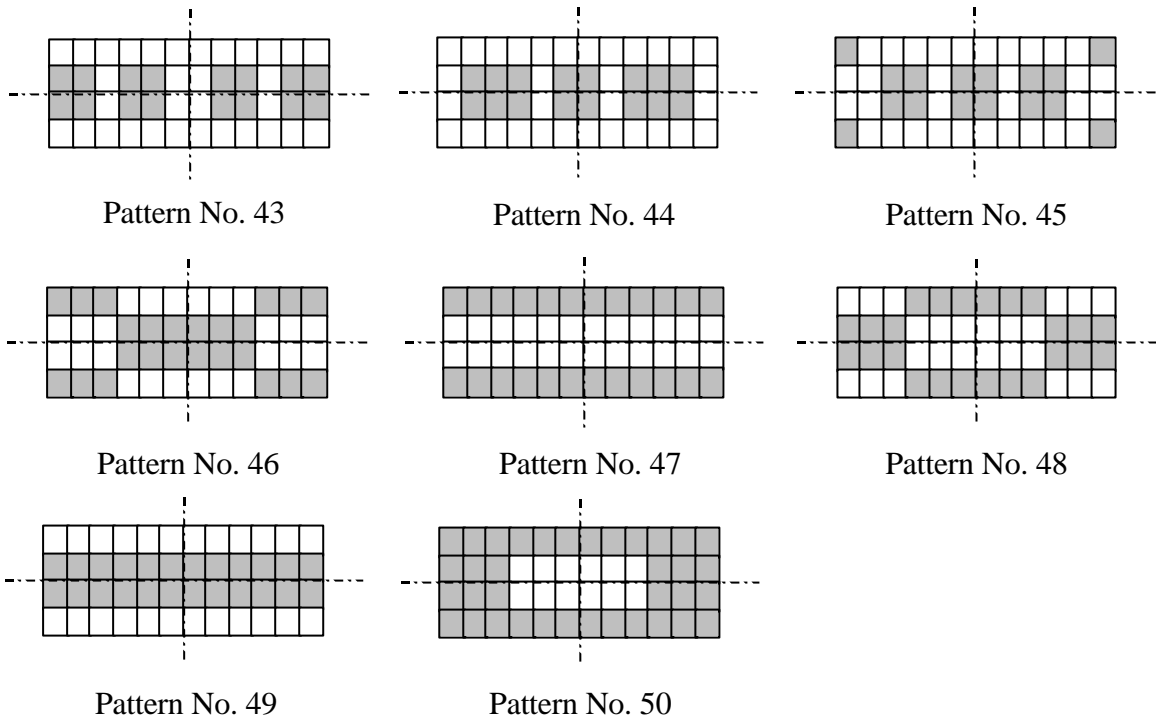 Pattern No. 43
Pattern No. 44
Pattern No. 45
Pattern No. 46
Pattern No. 47
Pattern No. 48
Pattern No. 49
Pattern No. 50